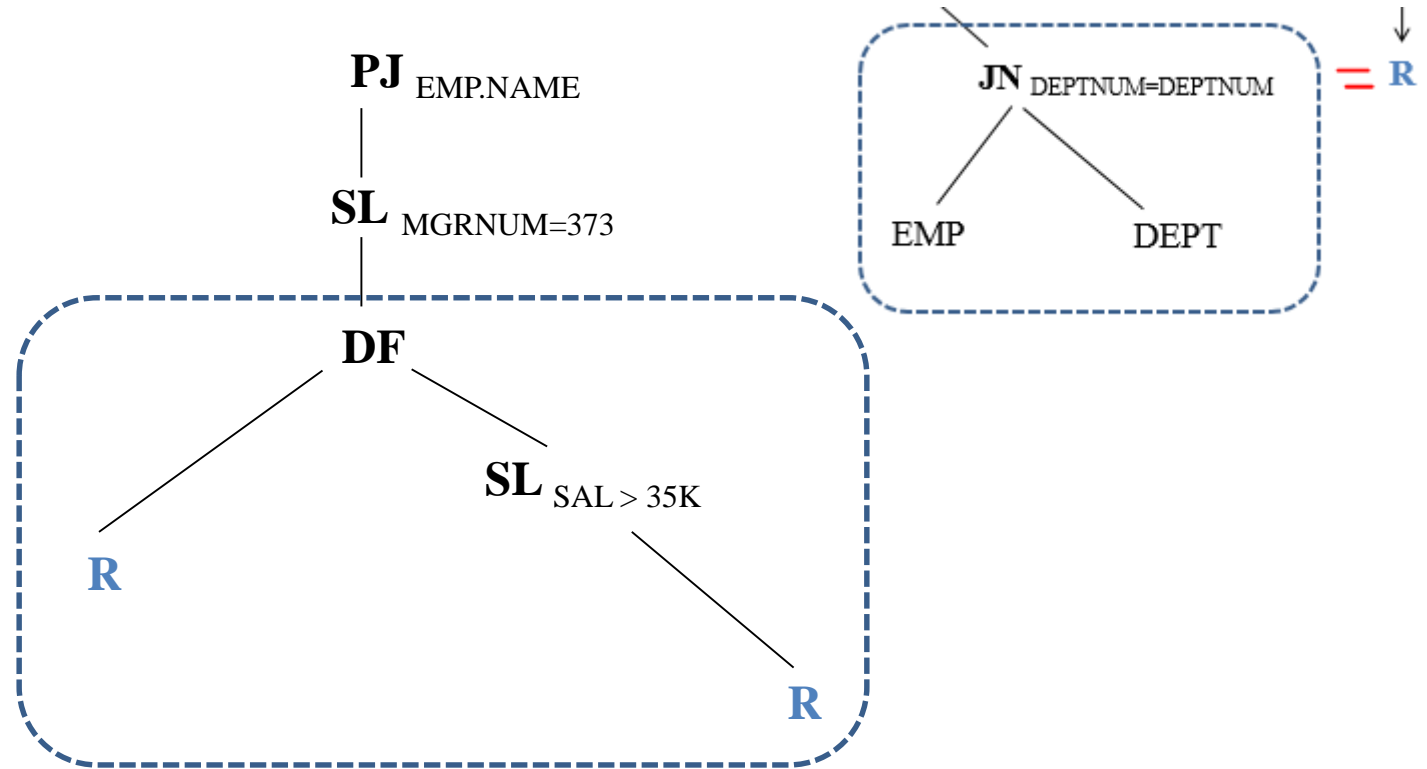 PJ EMP.NAME
SL MGRNUM=373
DF
SL SAL > 35K
R
R
JN DEPTNUM=DEPTNUM = R
EMP DEPT